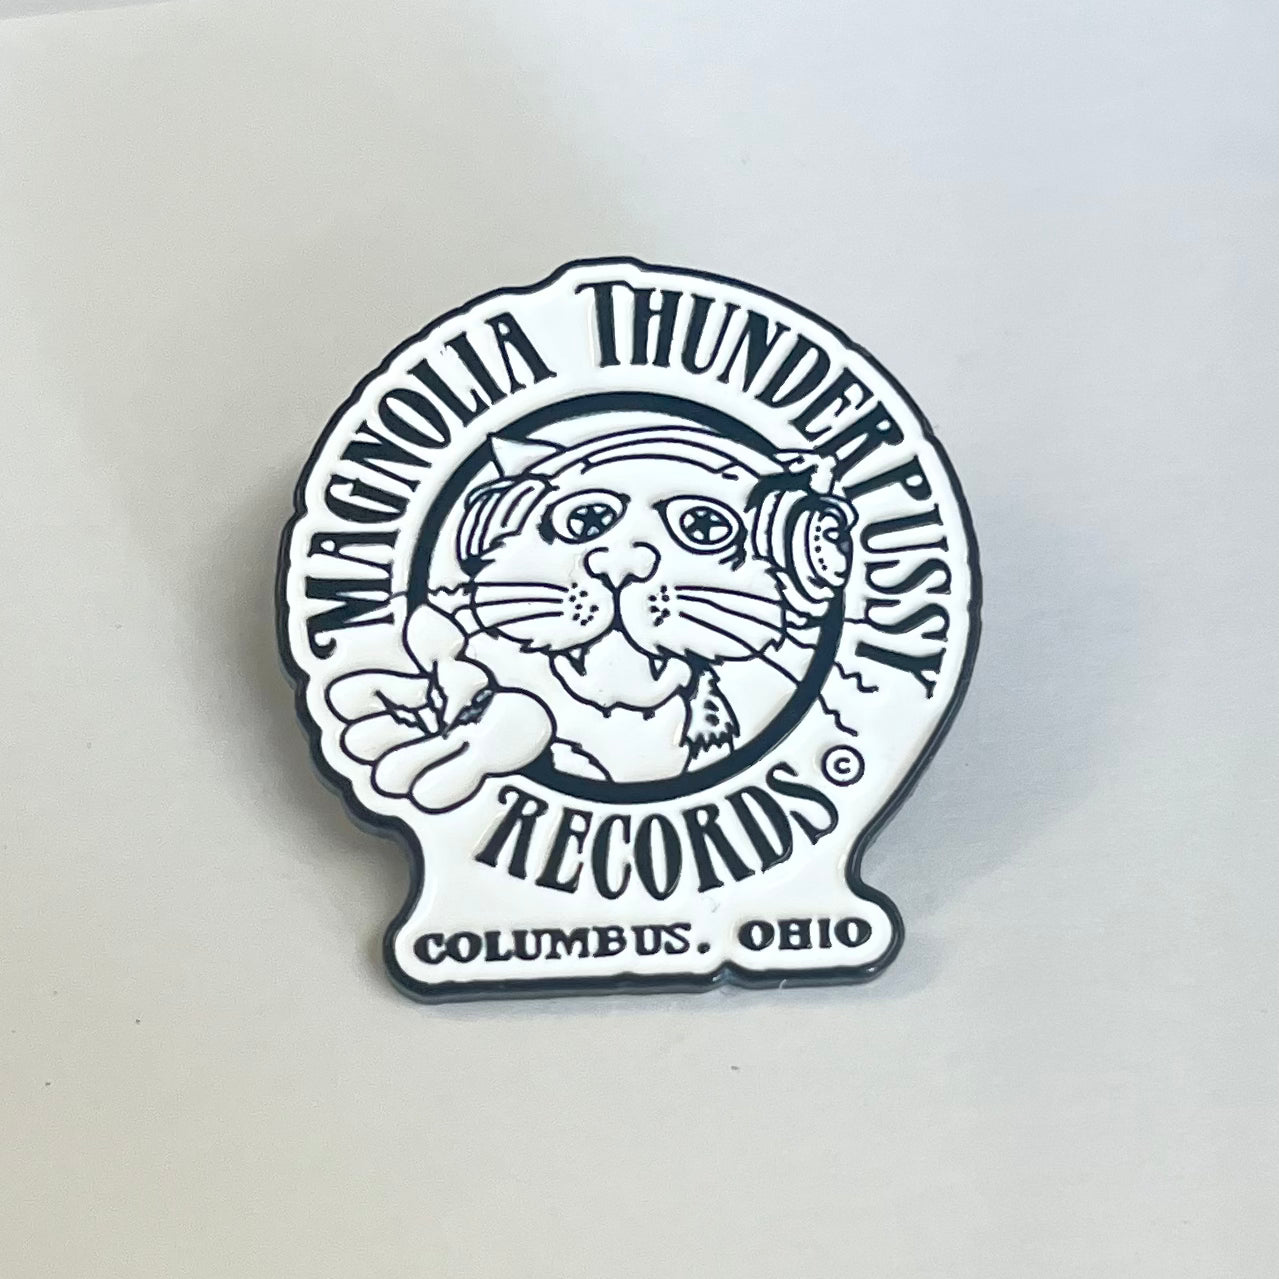 MAGNOLIA THUNDERPUSSY
RECORDS ©
COLUMBUS. OHIO